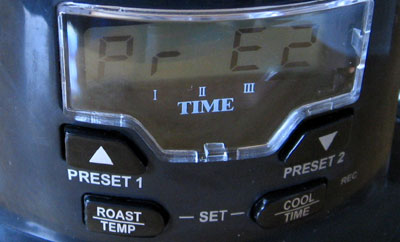 Pr E2
I II III
TIME
PRESET 1 PRESET 2
REC
ROAST COOL
— SET —
TEMP TIME